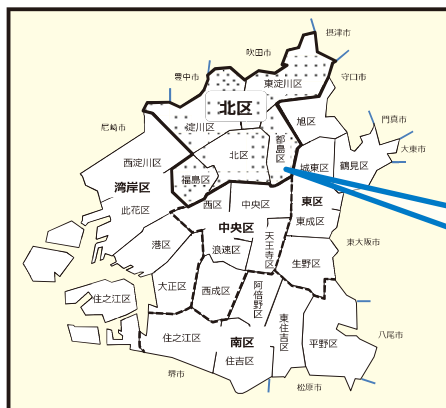 摂津市
吹田市
豊中市
守口市
東淀川区
北区
淀川区
旭区
門真市
尼崎市
都島区
大東市
北区
城東区
鶴見区
西淀川区
福島区
湾岸区
西区
中央区
東区
此花区
東成区
中央区
天王寺区
港区
浪速区
東大阪市
生野区
大正区
西成区
阿倍野区
住之江区
東住吉区
八尾市
住之江区
南区
平野区
住吉区
堺市
松原市